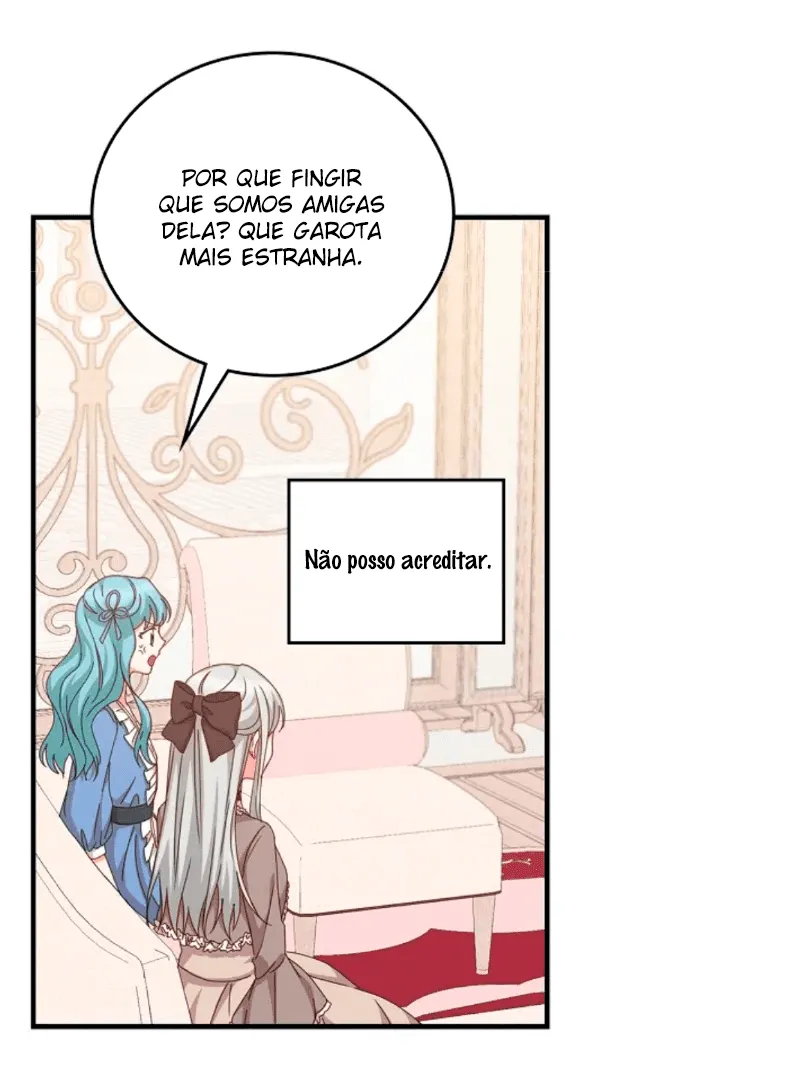 POR QUE FINGIR
QUE SOMOS AMIGAS
DELA? QUE GAROTA
MAIS ESTRANHA.
Não posso acreditar.